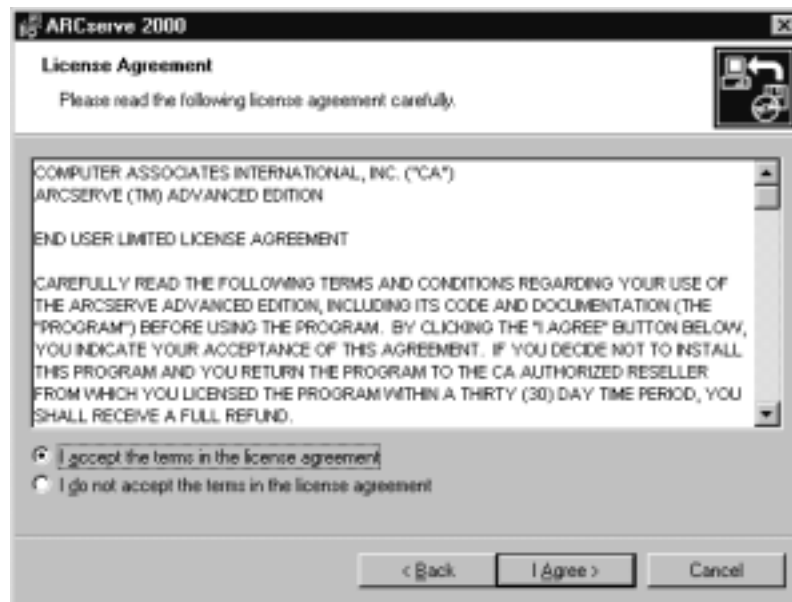 ARCserve 2000
License Agreement
Please read the following license agreement carefully.
COMPUTER ASSOCIATES INTERNATIONAL, INC. ("CA")
ARCSERVE (TM) ADVANCED EDITION
END USER LIMITED LICENSE AGREEMENT
CAREFULLY READ THE FOLLOWING TERMS AND CONDITIONS REGARDING YOUR USE OF
THE ARCSERVE ADVANCED EDITION, INCLUDING ITS CODE AND DOCUMENTATION (THE
"PROGRAM") BEFORE USING THE PROGRAM. BY CLICKING THE "I AGREE" BUTTON BELOW,
YOU INDICATE YOUR ACCEPTANCE OF THIS AGREEMENT. IF YOU DECIDE NOT TO INSTALL
THIS PROGRAM AND YOU RETURN THE PROGRAM TO THE CA AUTHORIZED RESELLER
FROM WHICH YOU LICENSED THE PROGRAM WITHIN A THIRTY (30) DAY TIME PERIOD, YOU
SHALL RECEIVE A FULL REFUND.
I accept the terms in the license agreement
I do not accept the terms in the license agreement
< Back
I Agree >
Cancel